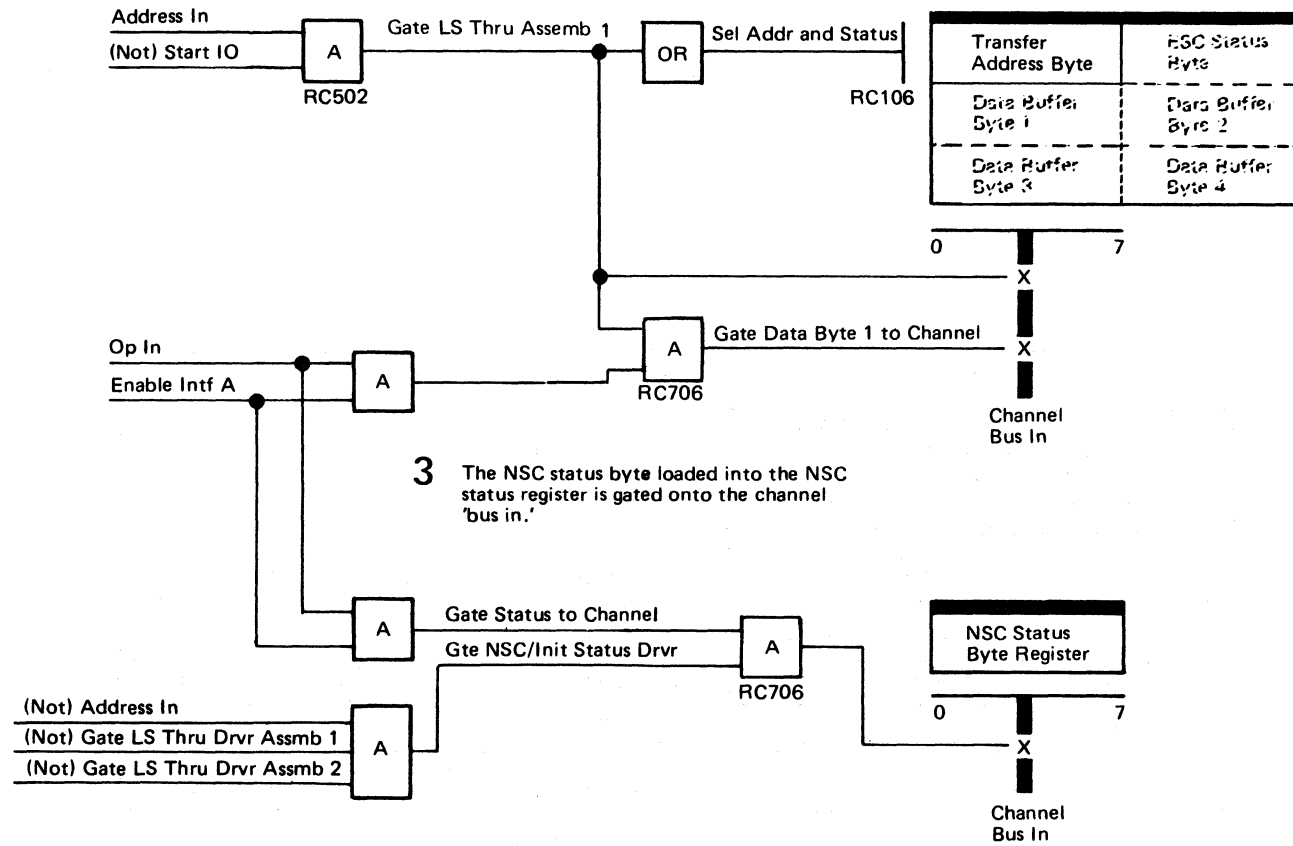 Address In
(Not) Start IO
A
RC502
Gate LS Thru Assemb 1
OR
Sel Addr and Status
RC106
Transfer
Address Byte
ESC Status
Byte
Data Buffer
Byte 1
Data Buffer
Byte 2
Data Buffer
Byte 3
Data Buffer
Byte 4
0 7
X
Op In
Enable Intf A
A
A
RC706
Gate Data Byte 1 to Channel
X
Channel
Bus In
3 The NSC status byte loaded into the NSC
status register is gated onto the channel
'bus in.'
A
Gate Status to Channel
Gte NSC/Init Status Drvr
A
RC706
NSC Status
Byte Register
0 7
(Not) Address In
(Not) Gate LS Thru Drvr Assmb 1
(Not) Gate LS Thru Drvr Assmb 2
A
X
Channel
Bus In